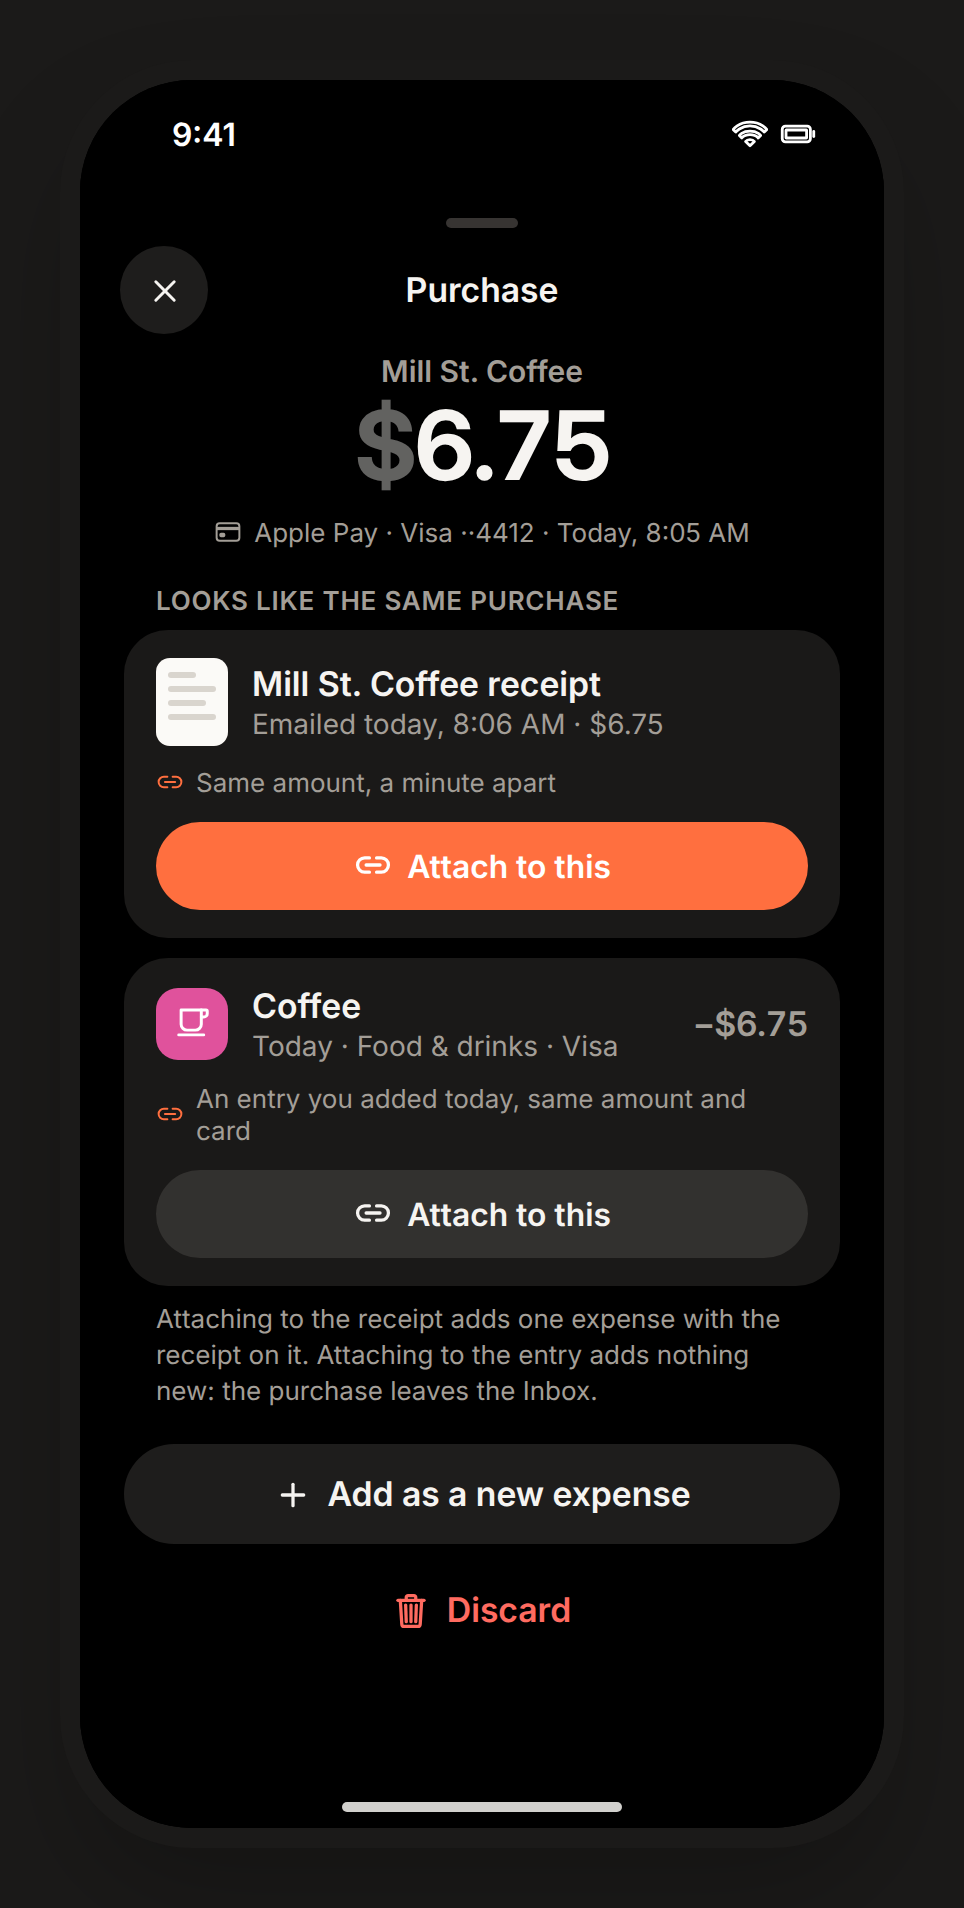 9:41
Purchase
Mill St. Coffee
$6.75
Apple Pay · Visa ··4412 · Today, 8:05 AM
LOOKS LIKE THE SAME PURCHASE
Mill St. Coffee receipt
Emailed today, 8:06 AM · $6.75
Same amount, a minute apart
Attach to this
Coffee
−$6.75
Today · Food & drinks · Visa
An entry you added today, same amount and
card
Attach to this
Attaching to the receipt adds one expense with the
receipt on it. Attaching to the entry adds nothing
new: the purchase leaves the Inbox.
Add as a new expense
Discard